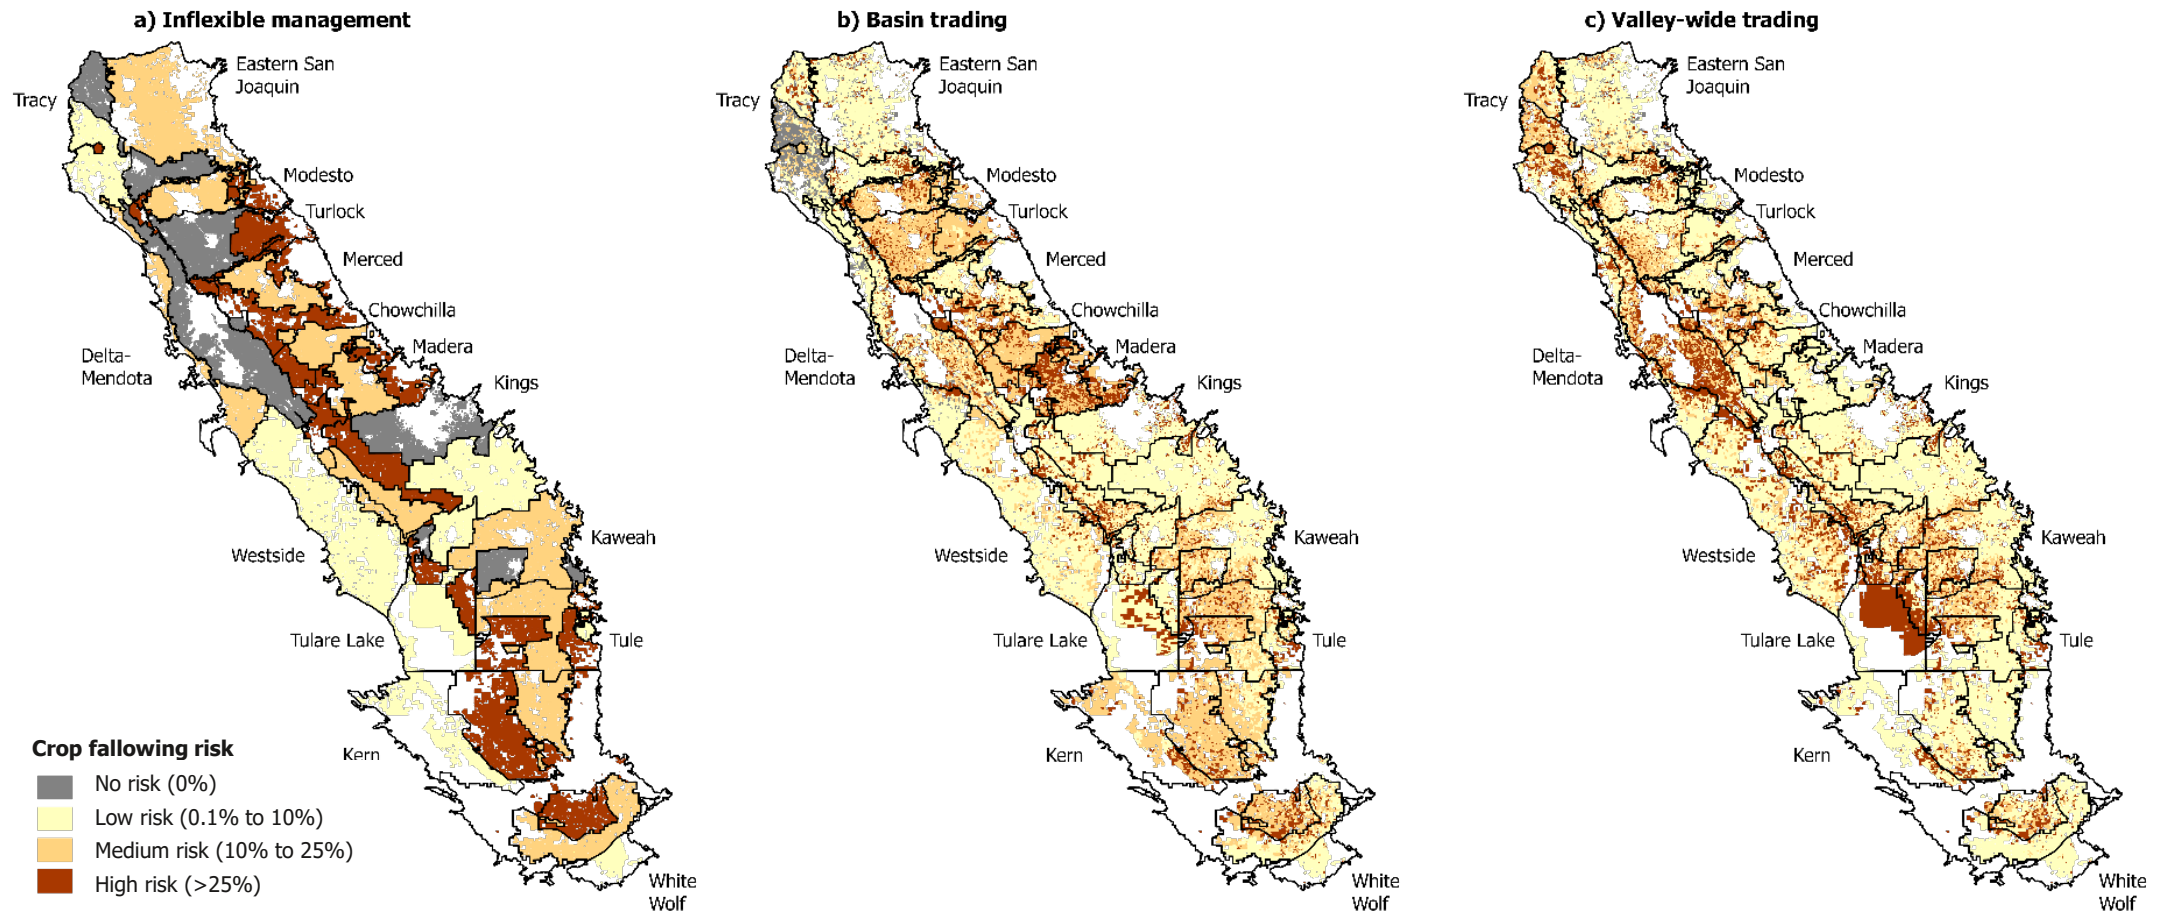 a) Inflexible management
Eastern San
Joaquin
Tracy
Modesto
Turlock
Merced
Chowchilla
Madera
Delta-
Mendota
Kings
Kaweah
Westside
Tulare Lake
Tule
Kern
White
Wolf
Crop fallowing risk
No risk (0%)
Low risk (0.1% to 10%)
Medium risk (10% to 25%)
High risk (>25%)
b) Basin trading
Eastern San
Joaquin
Tracy
Modesto
Turlock
Merced
Chowchilla
Madera
Delta-
Mendota
Kings
Kaweah
Westside
Tulare Lake
Tule
Kern
White
Wolf
c) Valley-wide trading
Eastern San
Joaquin
Tracy
Modesto
Turlock
Merced
Chowchilla
Madera
Delta-
Mendota
Kings
Kaweah
Westside
Tulare Lake
Tule
Kern
White
Wolf